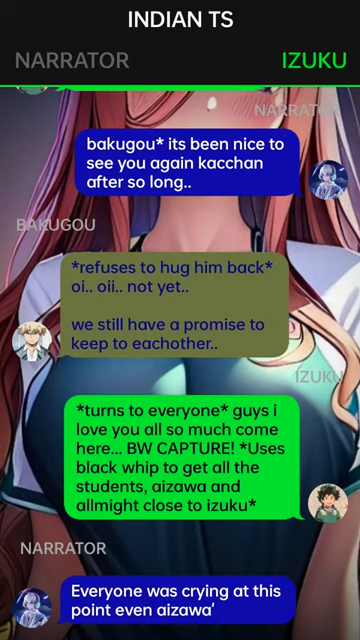 INDIAN TS
NARRATOR
IZUKU
NARRATOR
bakugou* its been nice to
see you again kacchan
after so long..
BAKUGOU
*refuses to hug him back*
oi.. oii.. not yet..
we still have a promise to
keep to eachother..
IZUKU
*turns to everyone* guys i
love you all so much come
here... BW CAPTURE! *Uses
black whip to get all the
students, aizawa and
allmight close to izuku*
NARRATOR
Everyone was crying at this
point even aizawa'